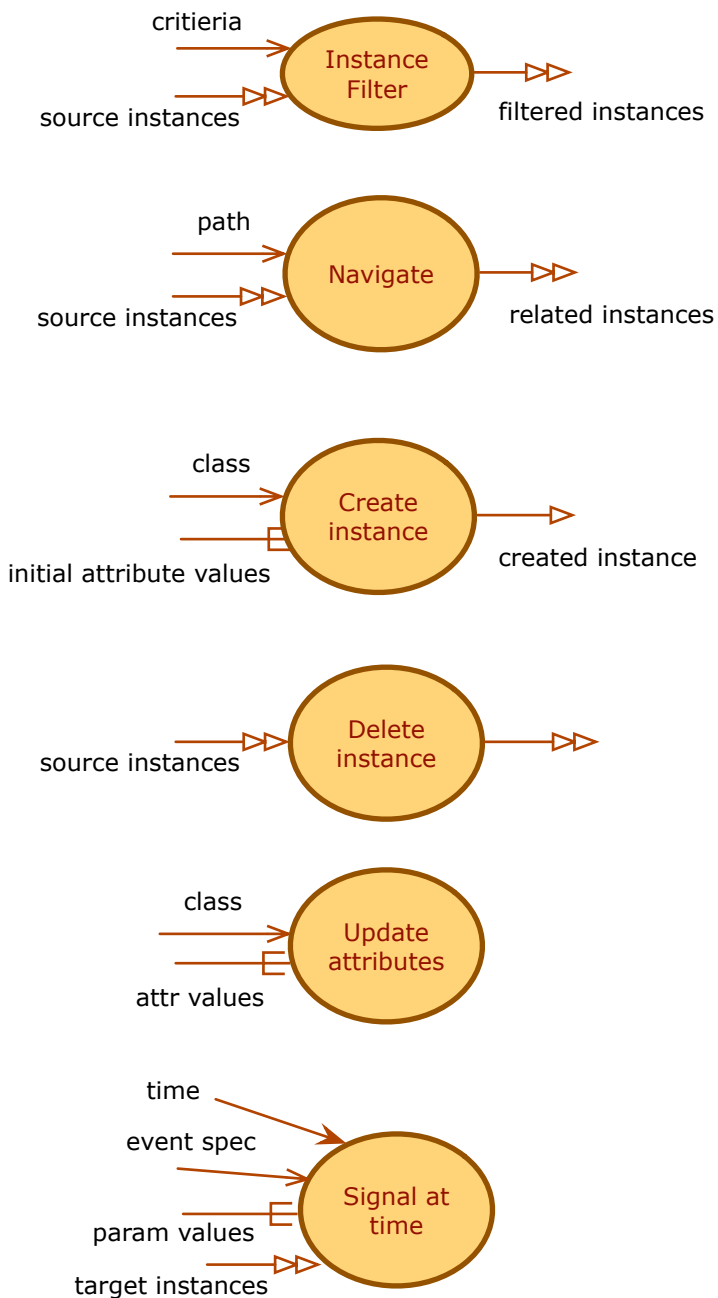 critieria
Instance
Filter
source instances
filtered instances
path
Navigate
source instances
related instances
class
Create
instance
initial attribute values
created instance
Delete
instance
source instances
class
Update
attributes
attr values
time
event spec
Signal at
time
param values
target instances